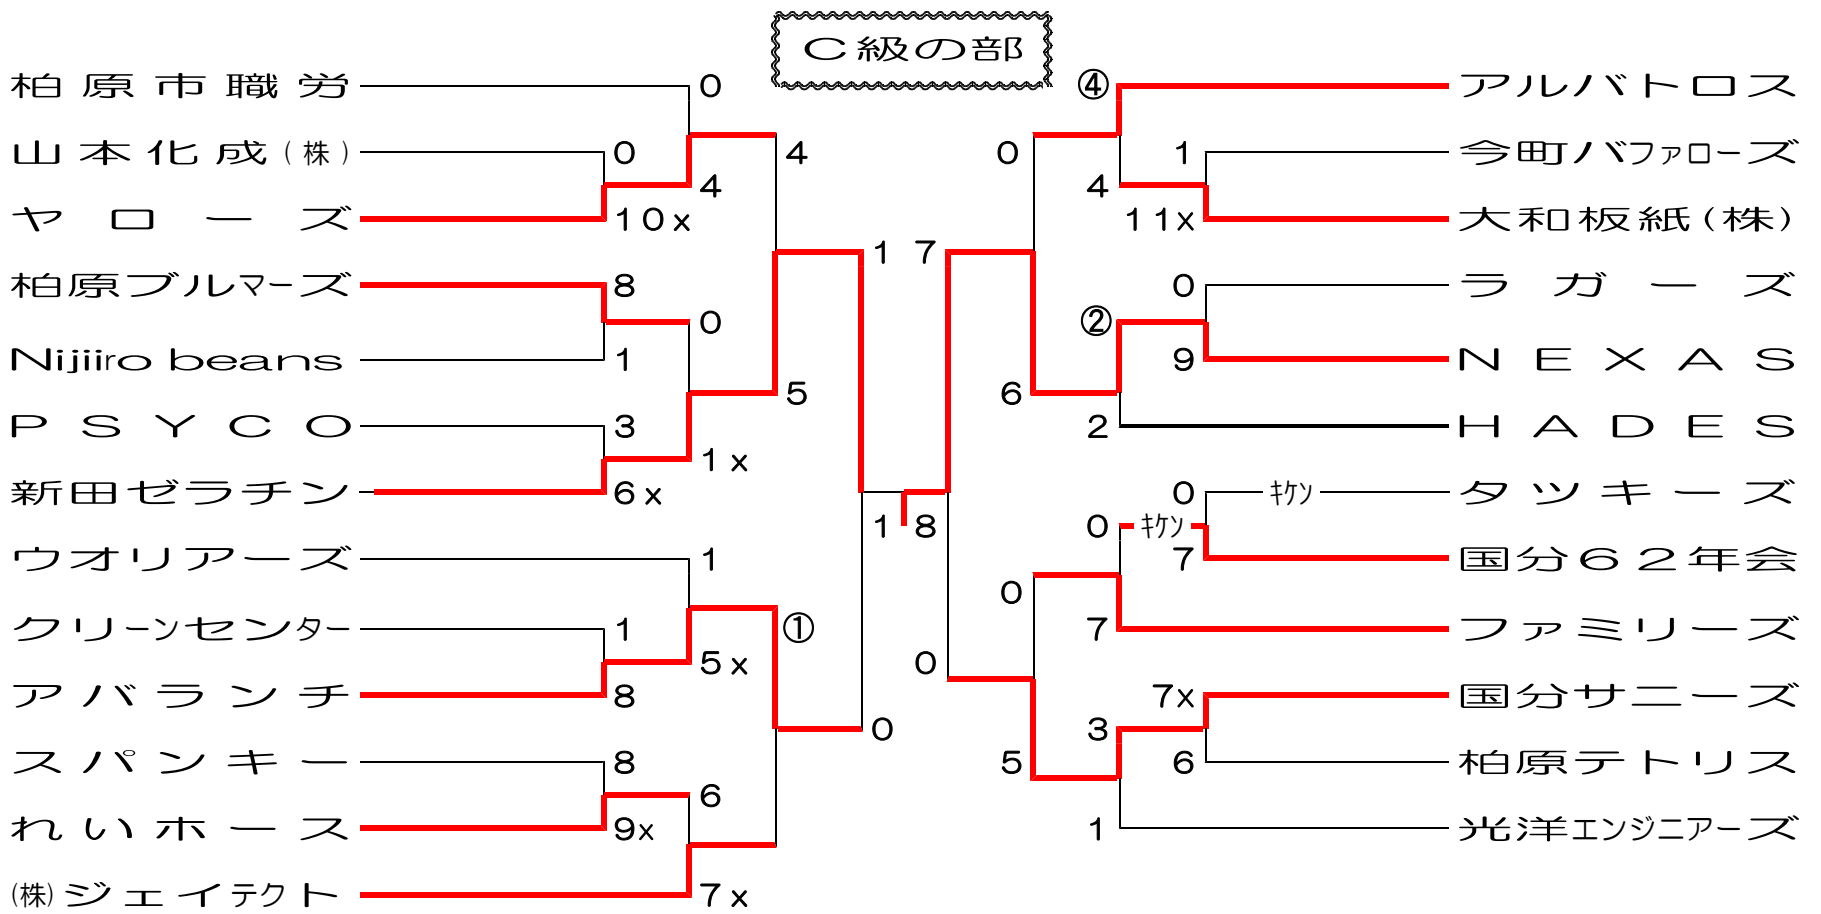 C級の部
柏原市職労
0
山本化成(株)
0
4
4
ヤローズ
10x
柏原ブルマーズ
8
0
1
Nijiiro beans
1
5
PSYCO
3
1x
新田ゼラチン
6x
1
ウオリアーズ
1
クリーンセンター
1
①
5x
アバランチ
8
0
スパンキー
8
6
れいホース
9x
(株)ジェイテクト
7x
④
アルバトロス
0
1
今町バファローズ
4
11x
大和板紙(株)
7
0
ラガーズ
②
9
NEXAS
6
2
HADES
0
キケン
タツキーズ
8
0
キケン
7
国分62年会
0
7
ファミリーズ
0
7x
国分サニーズ
3
5
6
柏原テトリス
1
光洋エンジニアーズ